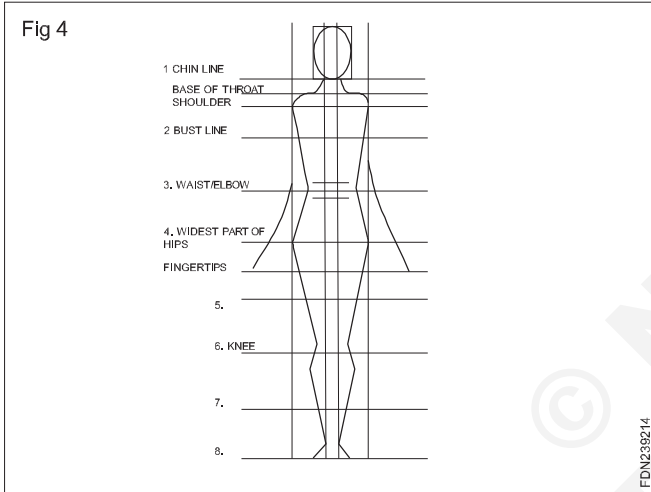 Fig 4
1 CHIN LINE
BASE OF THROAT
SHOULDER
2 BUST LINE
3. WAIST/ELBOW
4. WIDEST PART OF
HIPS
FINGERTIPS
5.
6. KNEE
7.
8.
©
FDN239214